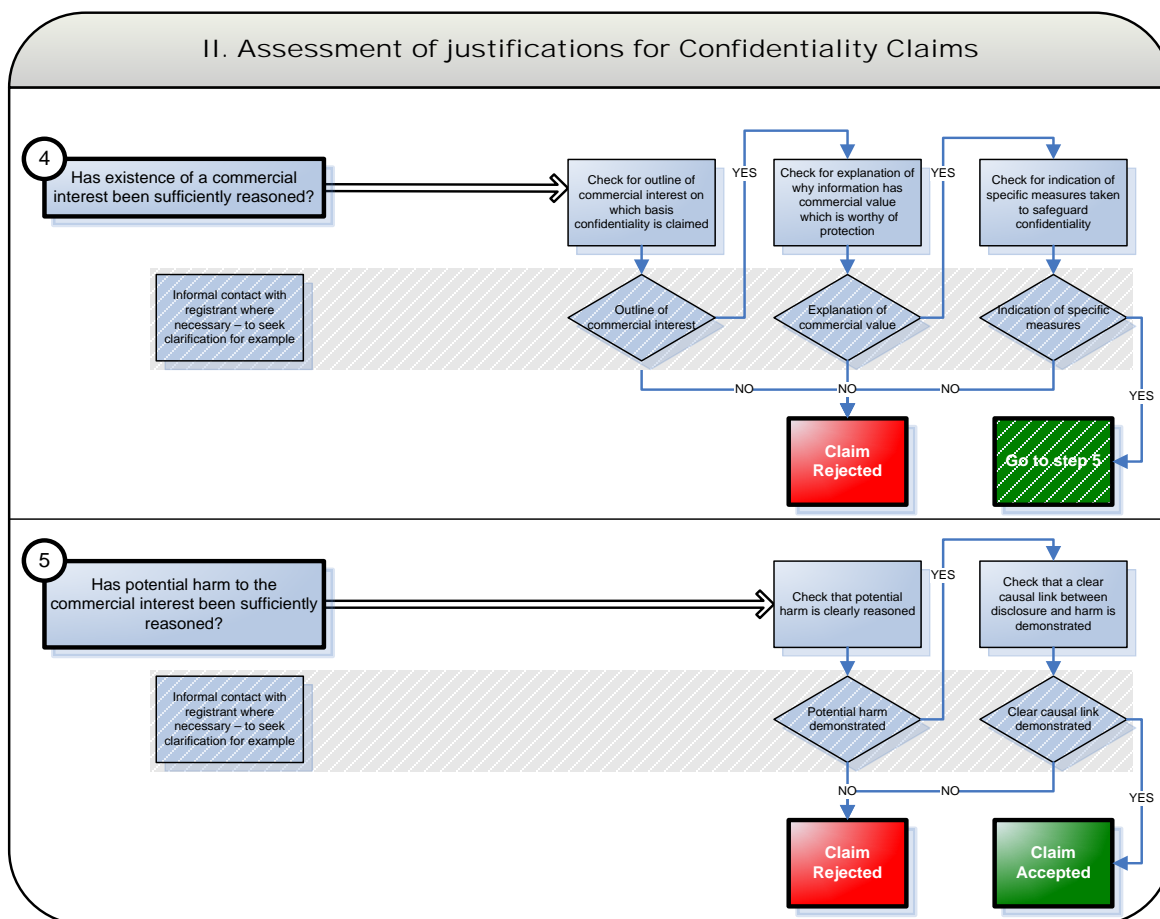 II. Assessment of justifications for Confidentiality Claims
4
Has existence of a commercial
interest been sufficiently reasoned?
Check for outline of
commercial interest on
which basis
confidentiality is claimed
YES
Check for explanation of
why information has
commercial value
which is worthy of
protection
YES
Check for indication of
specific measures taken
to safeguard
confidentiality
Informal contact with
registrant where
necessary – to seek
clarification for example
Outline of
commercial interest
Explanation of
commercial value
Indication of specific
measures
NO
NO
NO
YES
Claim
Rejected
Go to step 5
5
Has potential harm to the
commercial interest been sufficiently
reasoned?
Check that potential
harm is clearly reasoned
YES
Check that a clear
causal link between
disclosure and harm is
demonstrated
Informal contact with
registrant where
necessary – to seek
clarification for example
Potential harm
demonstrated
Clear causal link
demonstrated
NO
NO
YES
Claim
Rejected
Claim
Accepted